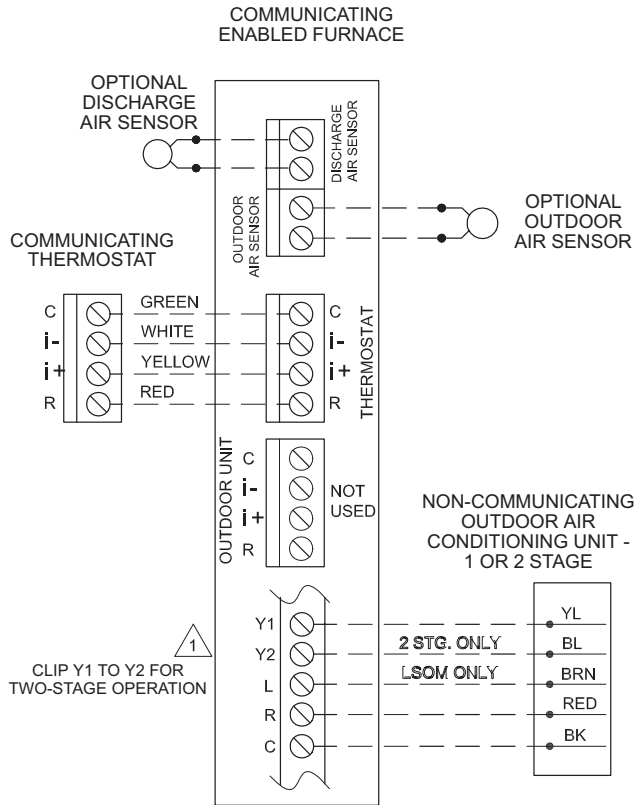 COMMUNICATING
ENABLED FURNACE
OPTIONAL
DISCHARGE
AIR SENSOR
DISCHARGE
AIR SENSOR
OUTDOOR
AIR SENSOR
OPTIONAL
OUTDOOR
AIR SENSOR
COMMUNICATING
THERMOSTAT
C
i-
i+
R
GREEN
WHITE
YELLOW
RED
C
i-
i+
R
THERMOSTAT
OUTDOOR UNIT
C
i-
i+
R
NOT
USED
NON-COMMUNICATING
OUTDOOR AIR
CONDITIONING UNIT -
1 OR 2 STAGE
1
CLIP Y1 TO Y2 FOR
TWO-STAGE OPERATION
Y1
Y2
L
R
C
2 STG. ONLY
LSOM ONLY
YL
BL
BRN
RED
BK